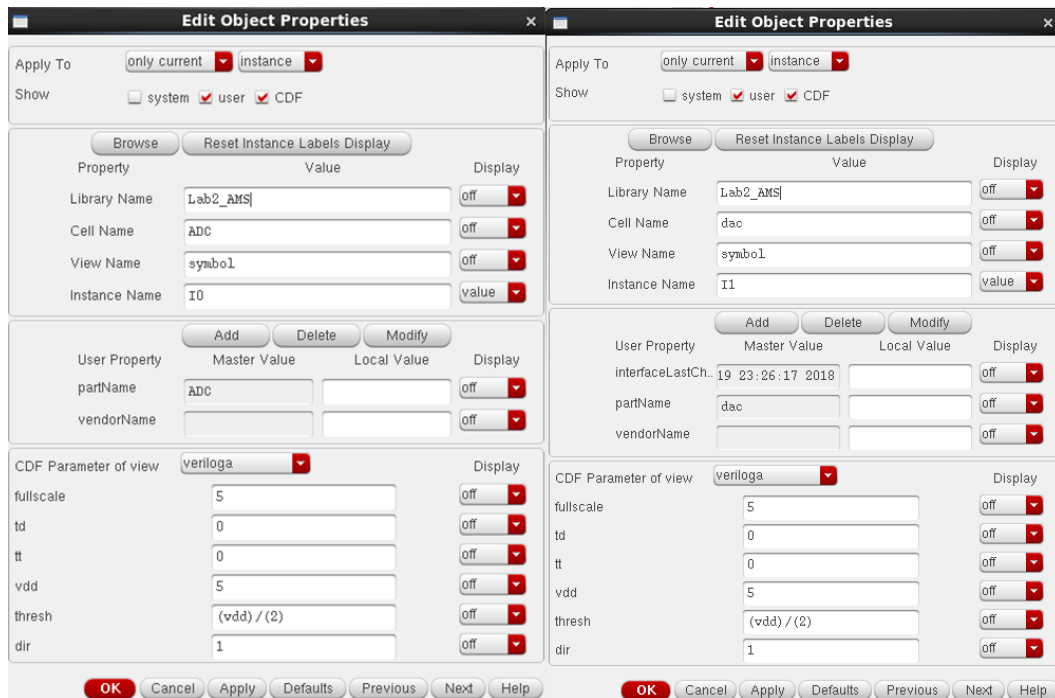 Edit Object Properties
Apply To only current instance
Show system user CDF
Browse Reset Instance Labels Display
Property Value Display
Library Name Lab2_AMS off
Cell Name ADC off
View Name symbol off
Instance Name I0 value
Add Delete Modify
User Property Master Value Local Value Display
partName ADC off
vendorName off
CDF Parameter of view veriloga Display
fullscale 5 off
td 0 off
tt 0 off
vdd 5 off
thresh (vdd)/(2) off
dir 1 off
OK Cancel Apply Defaults Previous Next Help
Edit Object Properties
Apply To only current instance
Show system user CDF
Browse Reset Instance Labels Display
Property Value Display
Library Name Lab2_AMS off
Cell Name dac off
View Name symbol off
Instance Name I1 value
Add Delete Modify
User Property Master Value Local Value Display
interfaceLastCh.. 19 23:26:17 2018 off
partName dac off
vendorName off
CDF Parameter of view veriloga Display
fullscale 5 off
td 0 off
tt 0 off
vdd 5 off
thresh (vdd)/(2) off
dir 1 off
OK Cancel Apply Defaults Previous Next Help